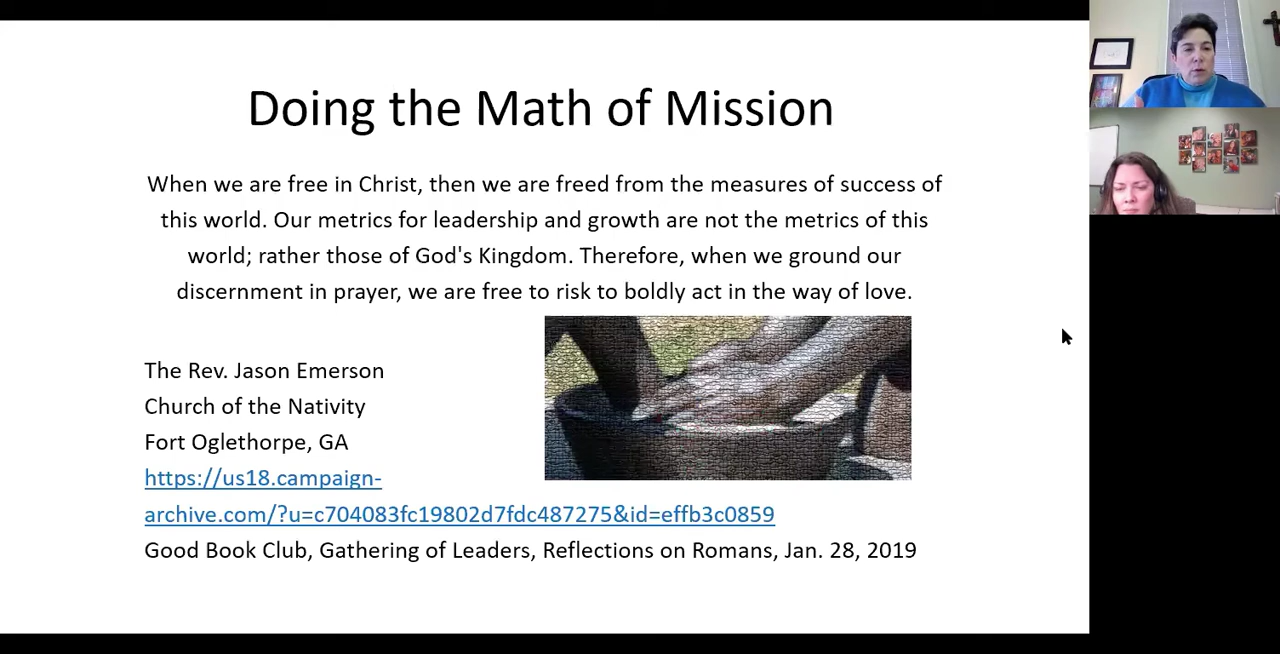 Doing the Math of Mission
When we are free in Christ, then we are freed from the measures of success of
this world. Our metrics for leadership and growth are not the metrics of this
world; rather those of God's Kingdom. Therefore, when we ground our
discernment in prayer, we are free to risk to boldly act in the way of love.
The Rev. Jason Emerson
Church of the Nativity
Fort Oglethorpe, GA
https://us18.campaign-
archive.com/?u=c704083fc19802d7fdc487275&id=effb3c0859
Good Book Club, Gathering of Leaders, Reflections on Romans, Jan. 28, 2019